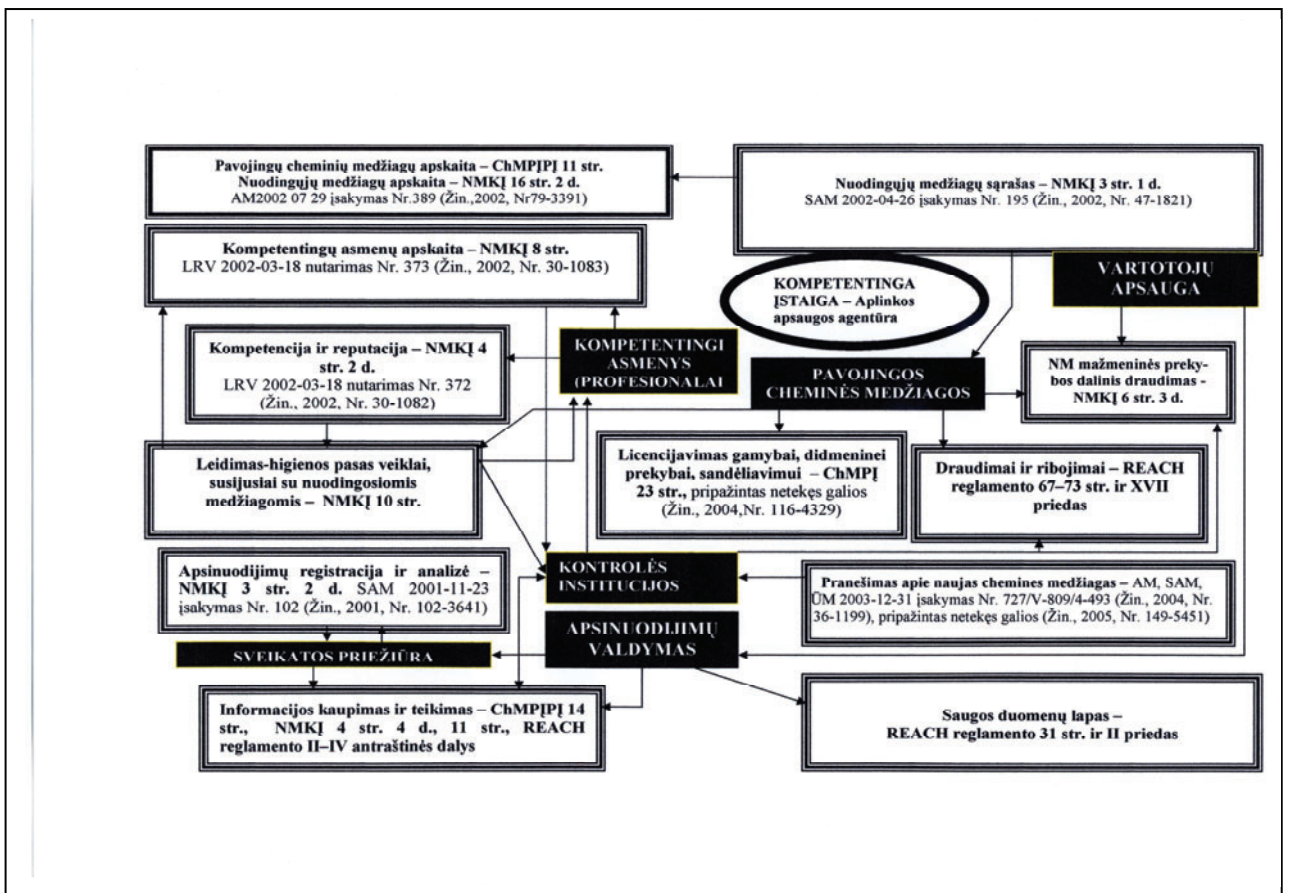 Pavojingų cheminių medžiagų apskaita – ChMPĮPĮ 11 str.
Nuodingųjų medžiagų apskaita – NMKĮ 16 str. 2 d.
AM2002 07 29 įsakymas Nr.389 (Žin.,2002, Nr79-3391)
Nuodingųjų medžiagų sąrašas – NMKĮ 3 str. 1 d.
SAM 2002-04-26 įsakymas Nr. 195 (Žin., 2002, Nr. 47-1821)
Kompetentingų asmenų apskaita – NMKĮ 8 str.
LRV 2002-03-18 nutarimas Nr. 373 (Žin., 2002, Nr. 30-1083)
KOMPETENTINGA
ĮSTAIGA – Aplinkos
apsaugos agentūra
VARTOTOJŲ
APSAUGA
Kompetencija ir reputacija – NMKĮ 4
str. 2 d.
LRV 2002-03-18 nutarimas Nr. 372
(Žin., 2002, Nr. 30-1082)
KOMPETENTINGI
ASMENYS
(PROFESIONALAI
PAVOJINGOS
CHEMINĖS MEDŽIAGOS
NM mažmeninės preky-
bos dalinis draudimas -
NMKĮ 6 str. 3 d.
Leidimas-higienos pasas veiklai,
susijusiai su nuodingosiomis
medžiagomis – NMKĮ 10 str.
Licencijavimas gamybai, didmeninei
prekybai, sandėliavimui – ChMPĮ
23 str., pripažintas netekęs galios
(Žin., 2004,Nr. 116-4329)
Draudimai ir ribojimai – REACH
reglamento 67–73 str. ir XVII
priedas
Apsinuodijimų registracija ir analizė –
NMKĮ 3 str. 2 d. SAM 2001-11-23
įsakymas Nr. 102 (Žin., 2001, Nr. 102-3641)
KONTROLĖS
INSTITUCIJOS
Pranešimas apie naujas chemines medžiagas – AM, SAM,
ŪM 2003-12-31 įsakymas Nr. 727/V-809/4-493 (Žin., 2004, Nr.
36-1199), pripažintas netekęs galios (Žin., 2005, Nr. 149-5451)
SVEIKATOS PRIEŽIŪRA
APSINUODIJIMŲ
VALDYMAS
Informacijos kaupimas ir teikimas – ChMPĮPĮ 14
str., NMKĮ 4 str. 4 d., 11 str., REACH
reglamento II–IV antraštinės dalys
Saugos duomenų lapas –
REACH reglamento 31 str. ir II priedas